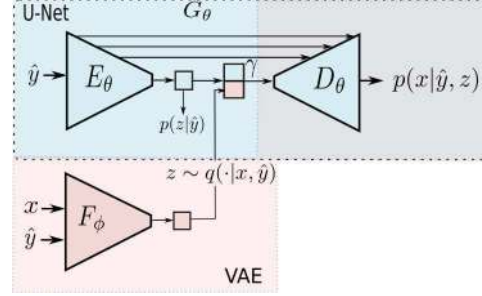 U-Net
G_θ
ŷ
E_θ
γ
D_θ
p(x|ŷ, z)
p(z|ŷ)
z ∼ q(·|x, ŷ)
x
ŷ
F_ϕ
VAE